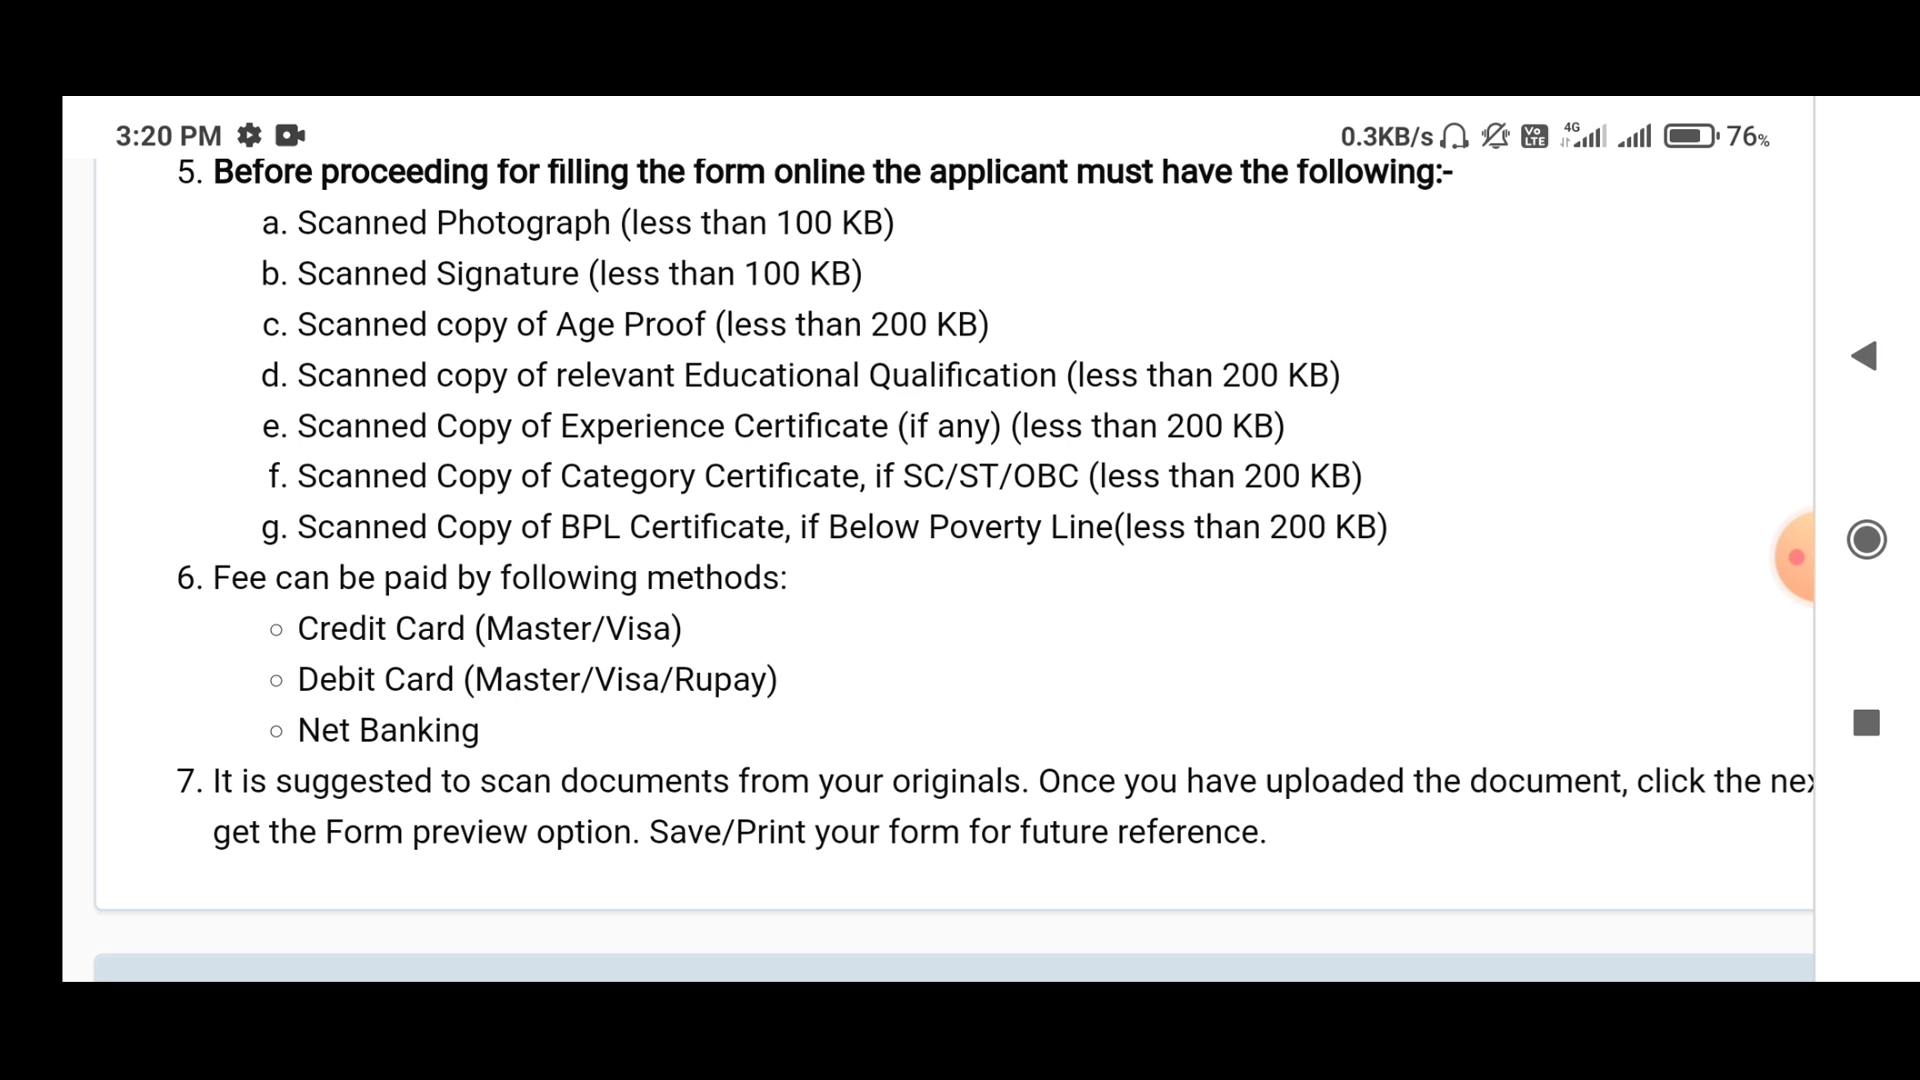 3:20 PM 0.3KB/s Vo LTE 4G 76%
5. Before proceeding for filling the form online the applicant must have the following:-
a. Scanned Photograph (less than 100 KB)
b. Scanned Signature (less than 100 KB)
c. Scanned copy of Age Proof (less than 200 KB)
d. Scanned copy of relevant Educational Qualification (less than 200 KB)
e. Scanned Copy of Experience Certificate (if any) (less than 200 KB)
f. Scanned Copy of Category Certificate, if SC/ST/OBC (less than 200 KB)
g. Scanned Copy of BPL Certificate, if Below Poverty Line(less than 200 KB)
6. Fee can be paid by following methods:
Credit Card (Master/Visa)
Debit Card (Master/Visa/Rupay)
Net Banking
7. It is suggested to scan documents from your originals. Once you have uploaded the document, click the
get the Form preview option. Save/Print your form for future reference.